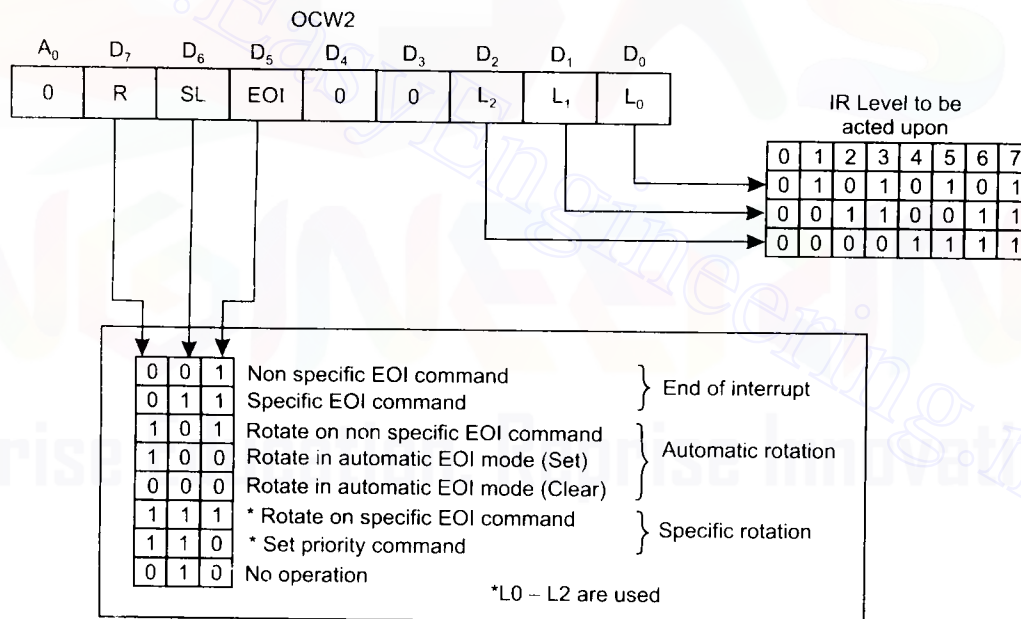 OCW2
A0 D7 D6 D5 D4 D3 D2 D1 D0
0 R SL EOI 0 0 L2 L1 L0
IR Level to be
acted upon
0 1 2 3 4 5 6 7
0 1 0 1 0 1 0 1
0 0 1 1 0 0 1 1
0 0 0 0 1 1 1 1
0 0 1 Non specific EOI command
0 1 1 Specific EOI command
} End of interrupt
1 0 1 Rotate on non specific EOI command
1 0 0 Rotate in automatic EOI mode (Set)
0 0 0 Rotate in automatic EOI mode (Clear)
} Automatic rotation
1 1 1 * Rotate on specific EOI command
1 1 0 * Set priority command
} Specific rotation
0 1 0 No operation
*L0 – L2 are used
EasyEngineering